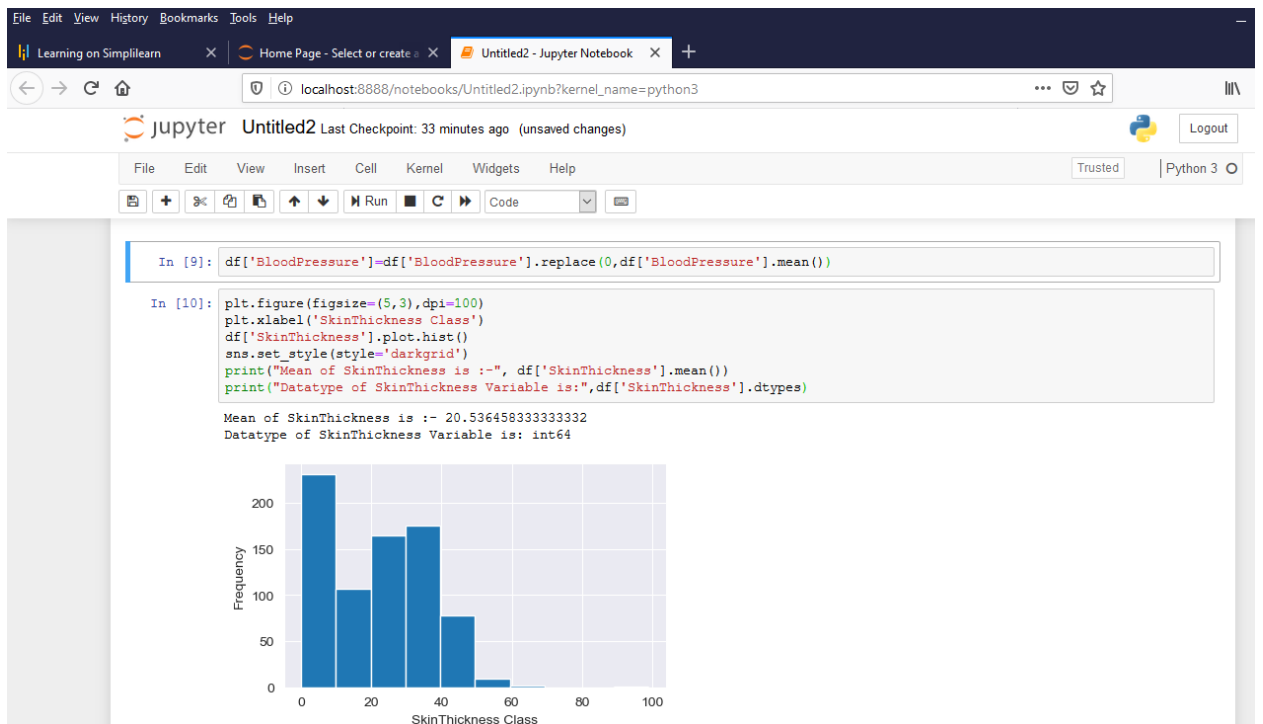 File Edit View History Bookmarks Tools Help
Learning on Simplilearn
Home Page - Select or create a
Untitled2 - Jupyter Notebook
localhost:8888/notebooks/Untitled2.ipynb?kernel_name=python3
jupyter Untitled2 Last Checkpoint: 33 minutes ago (unsaved changes)
Logout
File Edit View Insert Cell Kernel Widgets Help
Trusted
Python 3
Run
Code
In [9]: df['BloodPressure']=df['BloodPressure'].replace(0,df['BloodPressure'].mean())
In [10]: plt.figure(figsize=(5,3),dpi=100)
plt.xlabel('SkinThickness Class')
df['SkinThickness'].plot.hist()
sns.set_style(style='darkgrid')
print("Mean of SkinThickness is :-", df['SkinThickness'].mean())
print("Datatype of SkinThickness Variable is:",df['SkinThickness'].dtypes)
Mean of SkinThickness is :- 20.536458333333332
Datatype of SkinThickness Variable is: int64
200
150
100
50
0
Frequency
0 20 40 60 80 100
SkinThickness Class